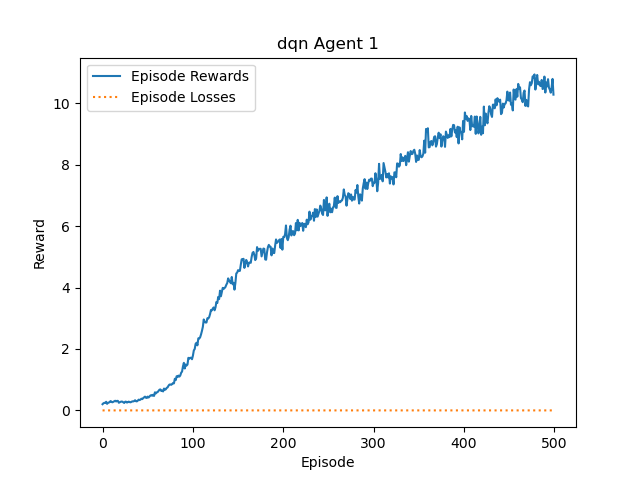 dqn Agent 1
Episode Rewards
Episode Losses
Reward
10
8
6
4
2
0
0 100 200 300 400 500
Episode